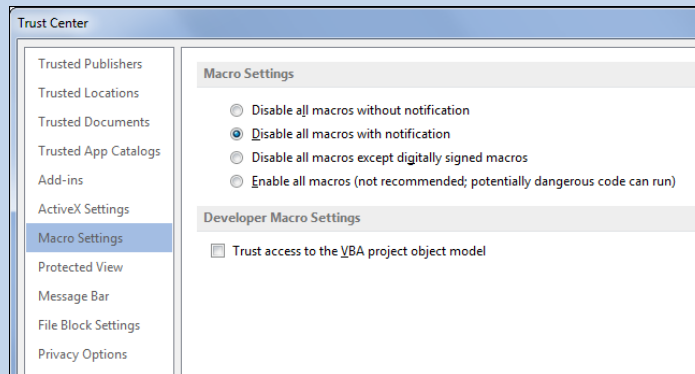 Trust Center
Trusted Publishers
Trusted Locations
Trusted Documents
Trusted App Catalogs
Add-ins
ActiveX Settings
Macro Settings
Protected View
Message Bar
File Block Settings
Privacy Options
Macro Settings
Disable all macros without notification
Disable all macros with notification
Disable all macros except digitally signed macros
Enable all macros (not recommended; potentially dangerous code can run)
Developer Macro Settings
Trust access to the VBA project object model